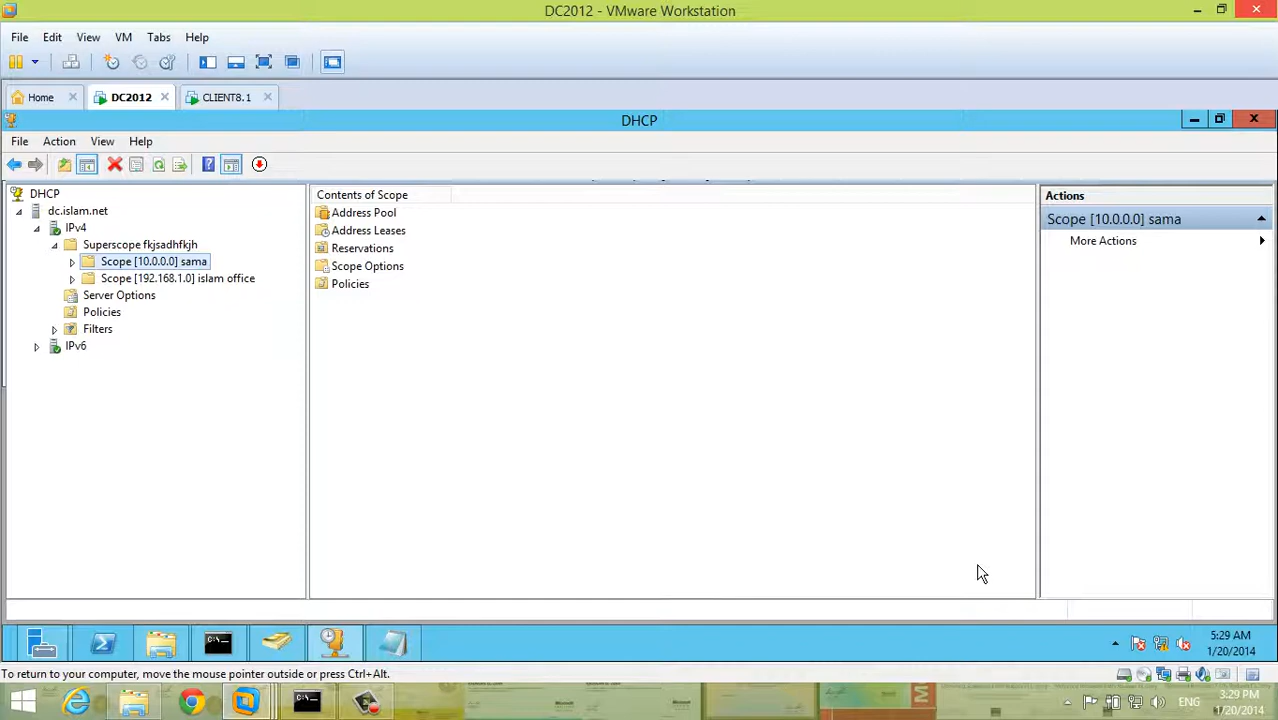 DC2012 - VMware Workstation
File Edit View VM Tabs Help
Home DC2012 CLIENT8.1
DHCP
File Action View Help
DHCP
dc.islam.net
IPv4
Superscope fkjsadhfkjh
Scope [10.0.0.0] sama
Scope [192.168.1.0] islam office
Server Options
Policies
Filters
IPv6
Contents of Scope
Address Pool
Address Leases
Reservations
Scope Options
Policies
Actions
Scope [10.0.0.0] sama
More Actions
5:29 AM
1/20/2014
To return to your computer, move the mouse pointer outside or press Ctrl+Alt.
ENG
3:29 PM
1/20/2014